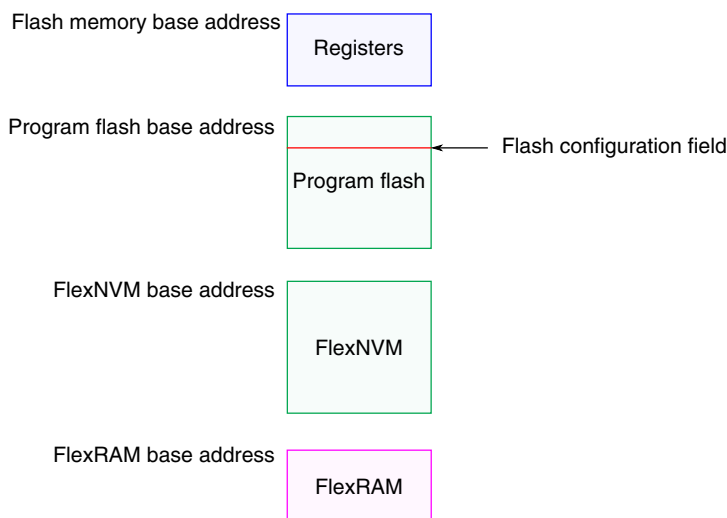 Flash memory base address
Registers
Program flash base address
Flash configuration field
Program flash
FlexNVM base address
FlexNVM
FlexRAM base address
FlexRAM